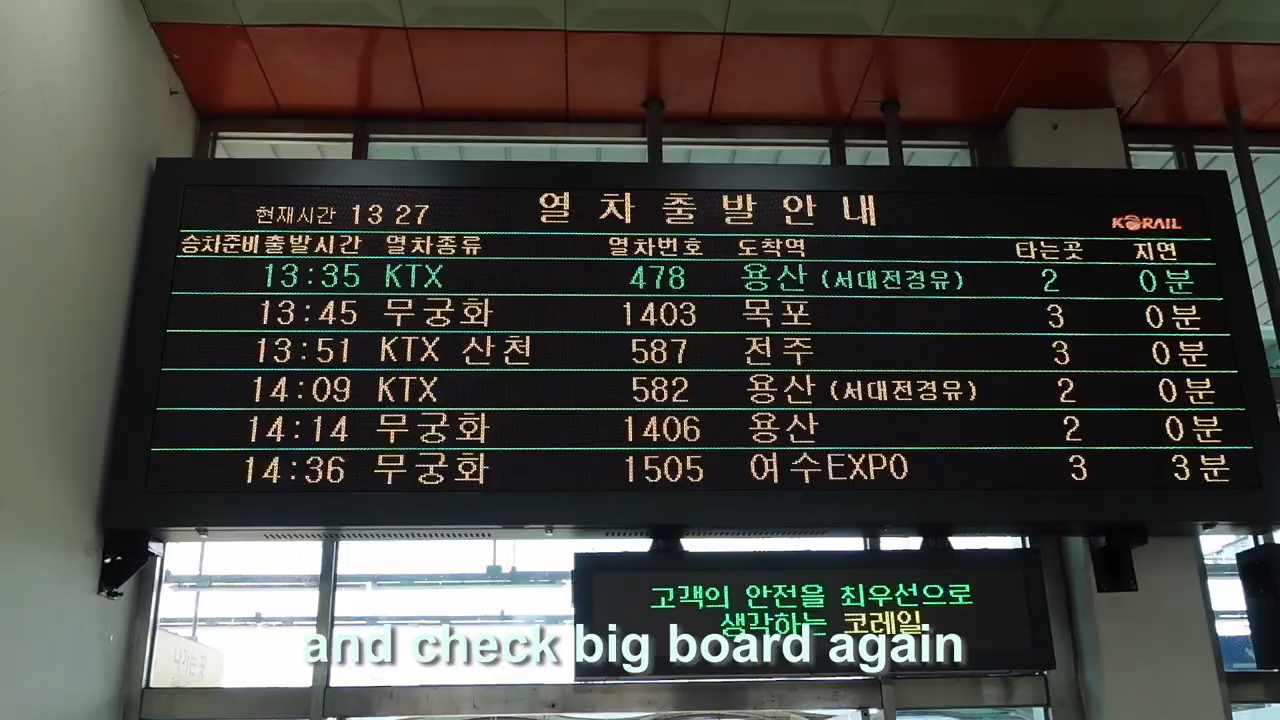 현재시간 13 27 열차출발안내 KORAIL
승차준비 출발시간 열차종류 열차번호 도착역 타는곳 지연
13:35 KTX 478 용산 (서대전경유) 2 0분
13:45 무궁화 1403 목포 3 0분
13:51 KTX 산천 587 전주 3 0분
14:09 KTX 582 용산 (서대전경유) 2 0분
14:14 무궁화 1406 용산 2 0분
14:36 무궁화 1505 여수EXPO 3 3분
고객의 안전을 최우선으로
생각하는 코레일
and check big board again
나가는곳